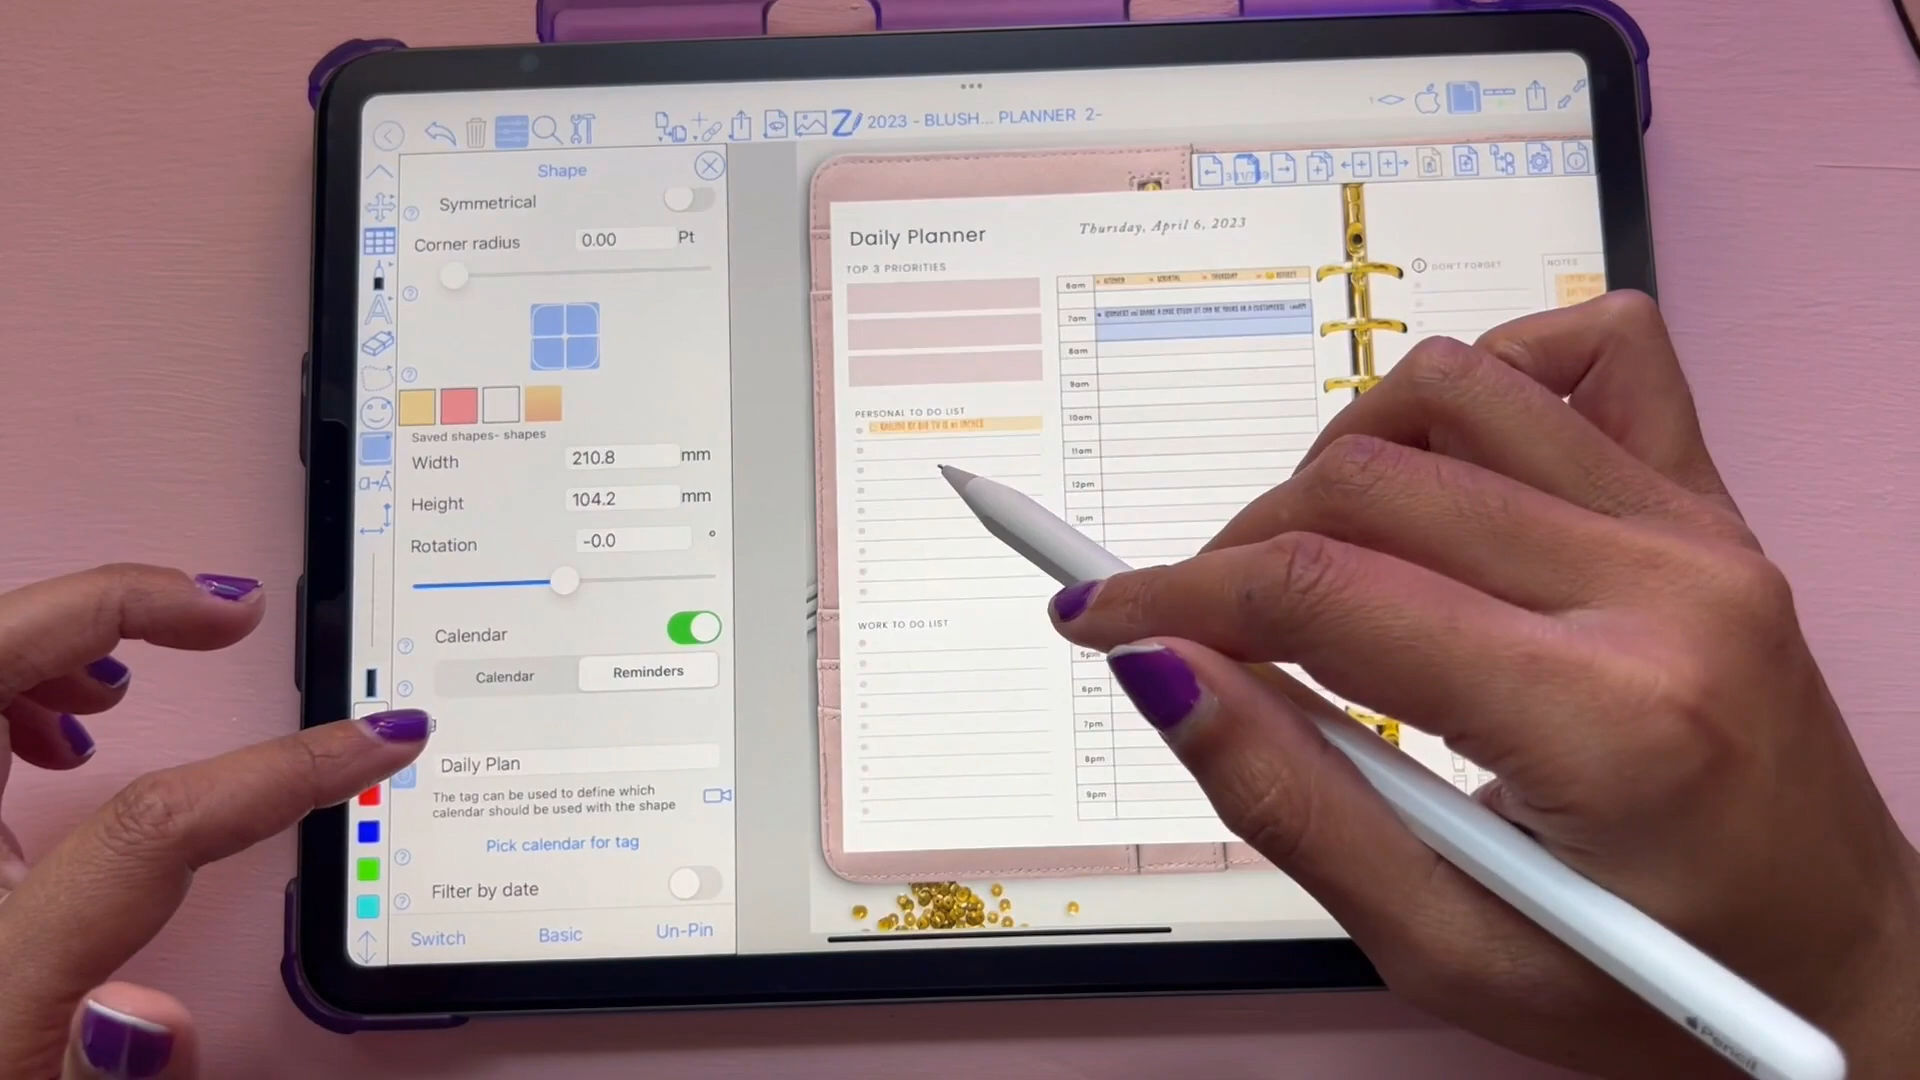 2023 - BLUSH... PLANNER 2-
Shape
Symmetrical
Corner radius 0.00 Pt
Saved shapes- shapes
Width 210.8 mm
Height 104.2 mm
Rotation -0.0 °
Calendar
Calendar Reminders
Daily Plan
The tag can be used to define which
calendar should be used with the shape
Pick calendar for tag
Filter by date
Switch Basic Un-Pin
Daily Planner
Thursday, April 6, 2023
TOP 3 PRIORITIES
PERSONAL TO DO LIST
WORK TO DO LIST
6am
7am
8am
9am
10am
11am
12pm
1pm
5pm
6pm
7pm
8pm
9pm
DON'T FORGET
NOTES
Pencil